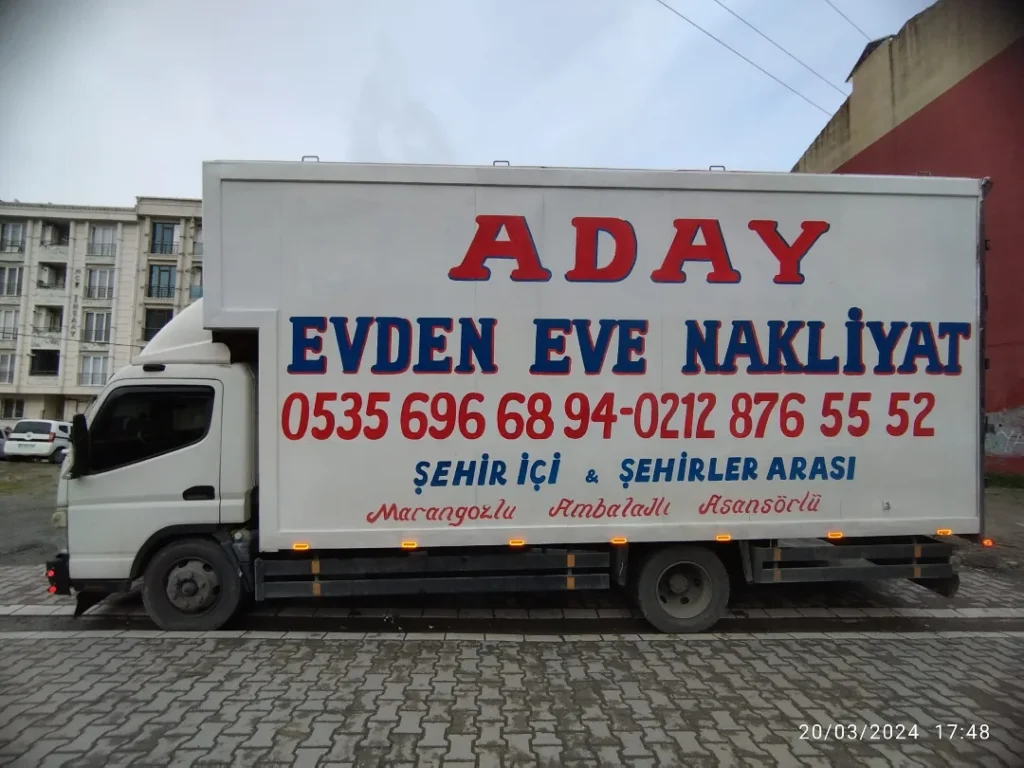 ADAY
EVDEN EVE NAKLİYAT
0535 696 68 94-0212 876 55 52
ŞEHİR İÇİ & ŞEHİRLER ARASI
Marangozlu Ambalajlı Asansörlü
20/03/2024 17:48